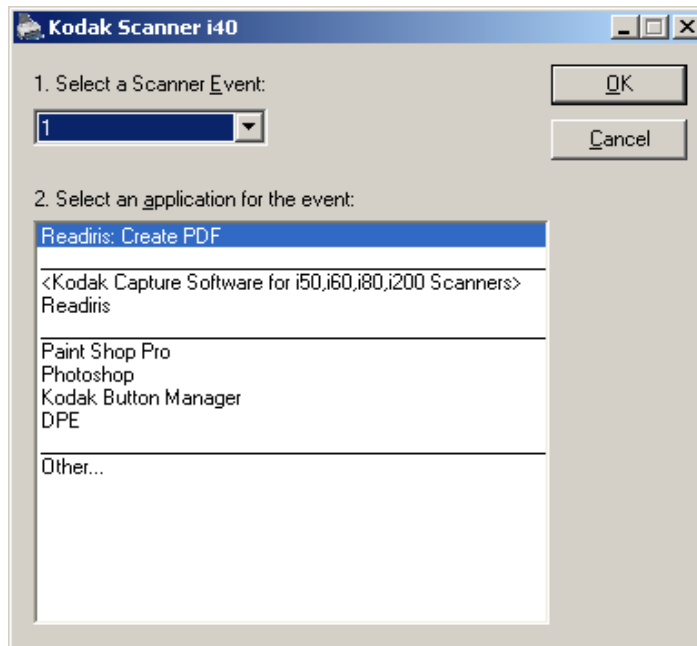 Kodak Scanner i40
1. Select a Scanner Event:
OK
1
Cancel
2. Select an application for the event:
Readiris: Create PDF
<Kodak Capture Software for i50,i60,i80,i200 Scanners>
Readiris
Paint Shop Pro
Photoshop
Kodak Button Manager
DPE
Other...